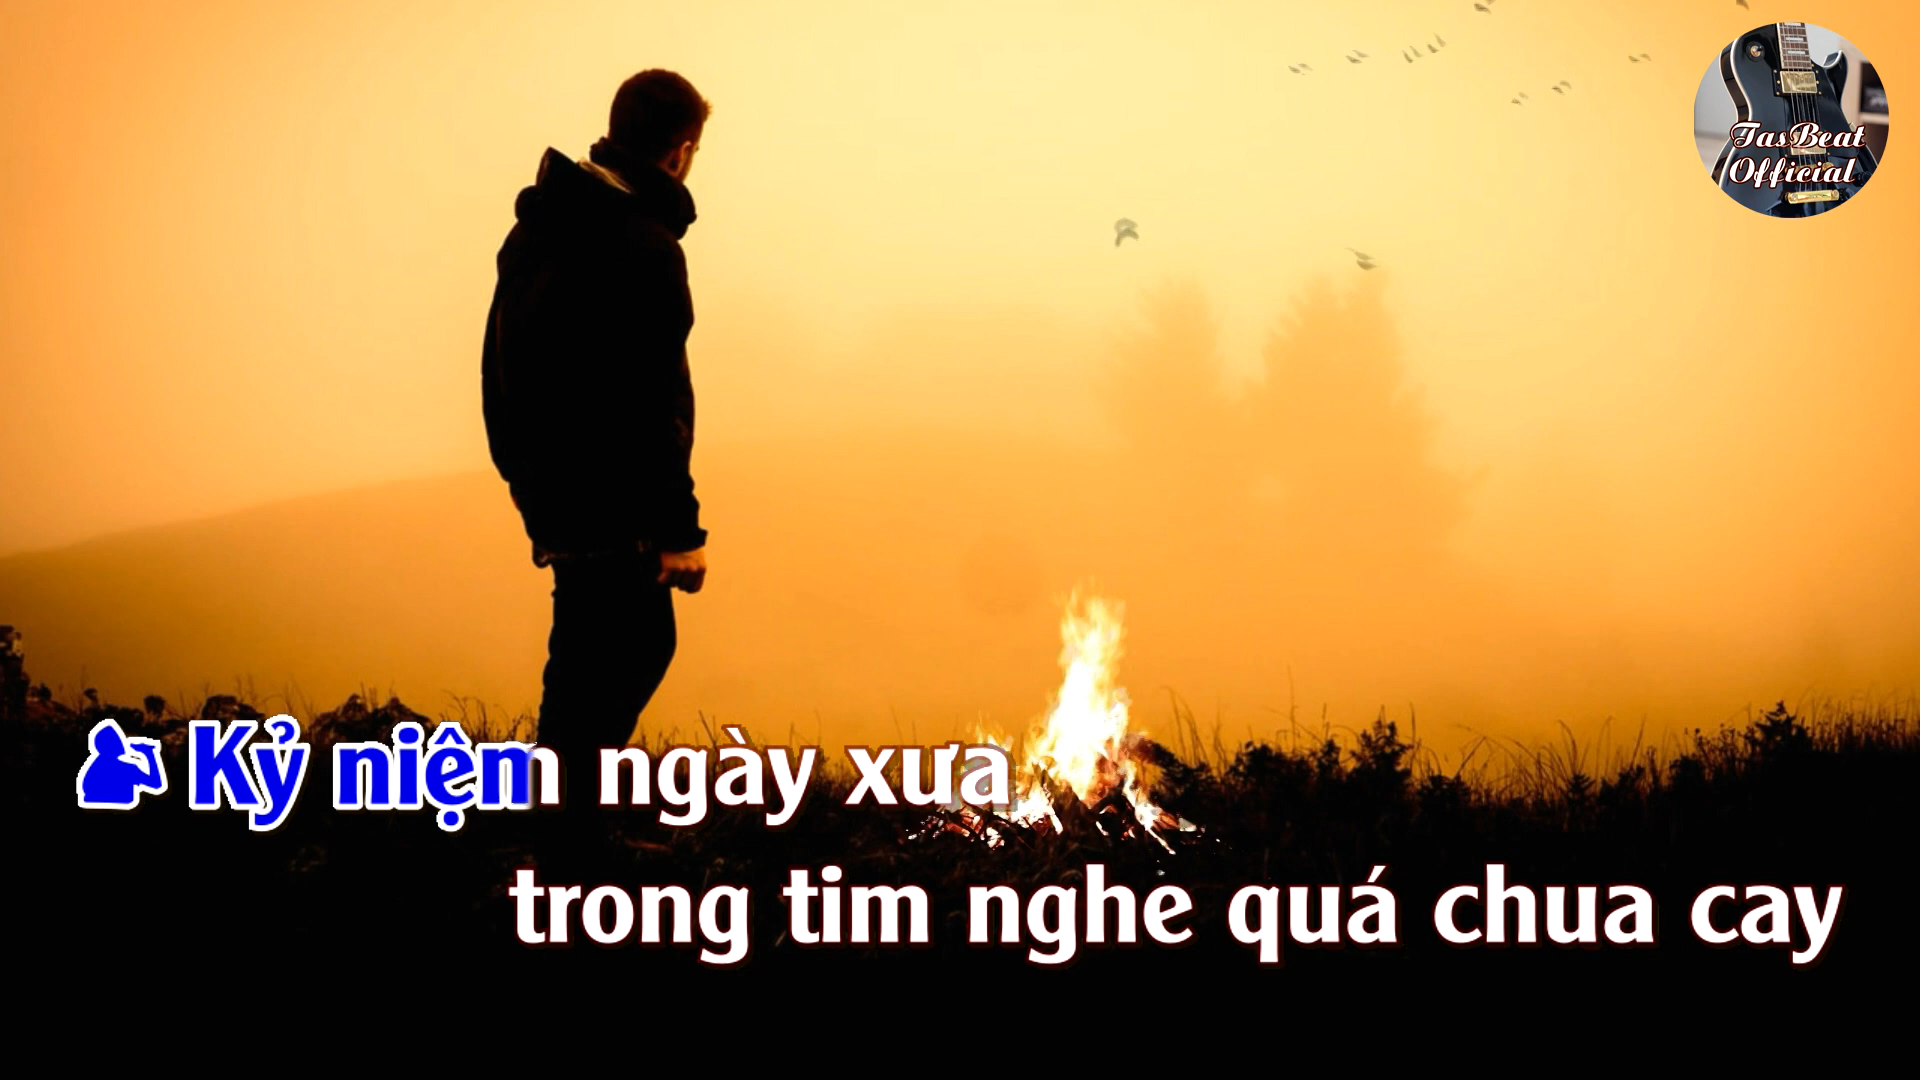 TasBeat
Official
Kỷ niệm ngày xưa
trong tim nghe quá chua cay